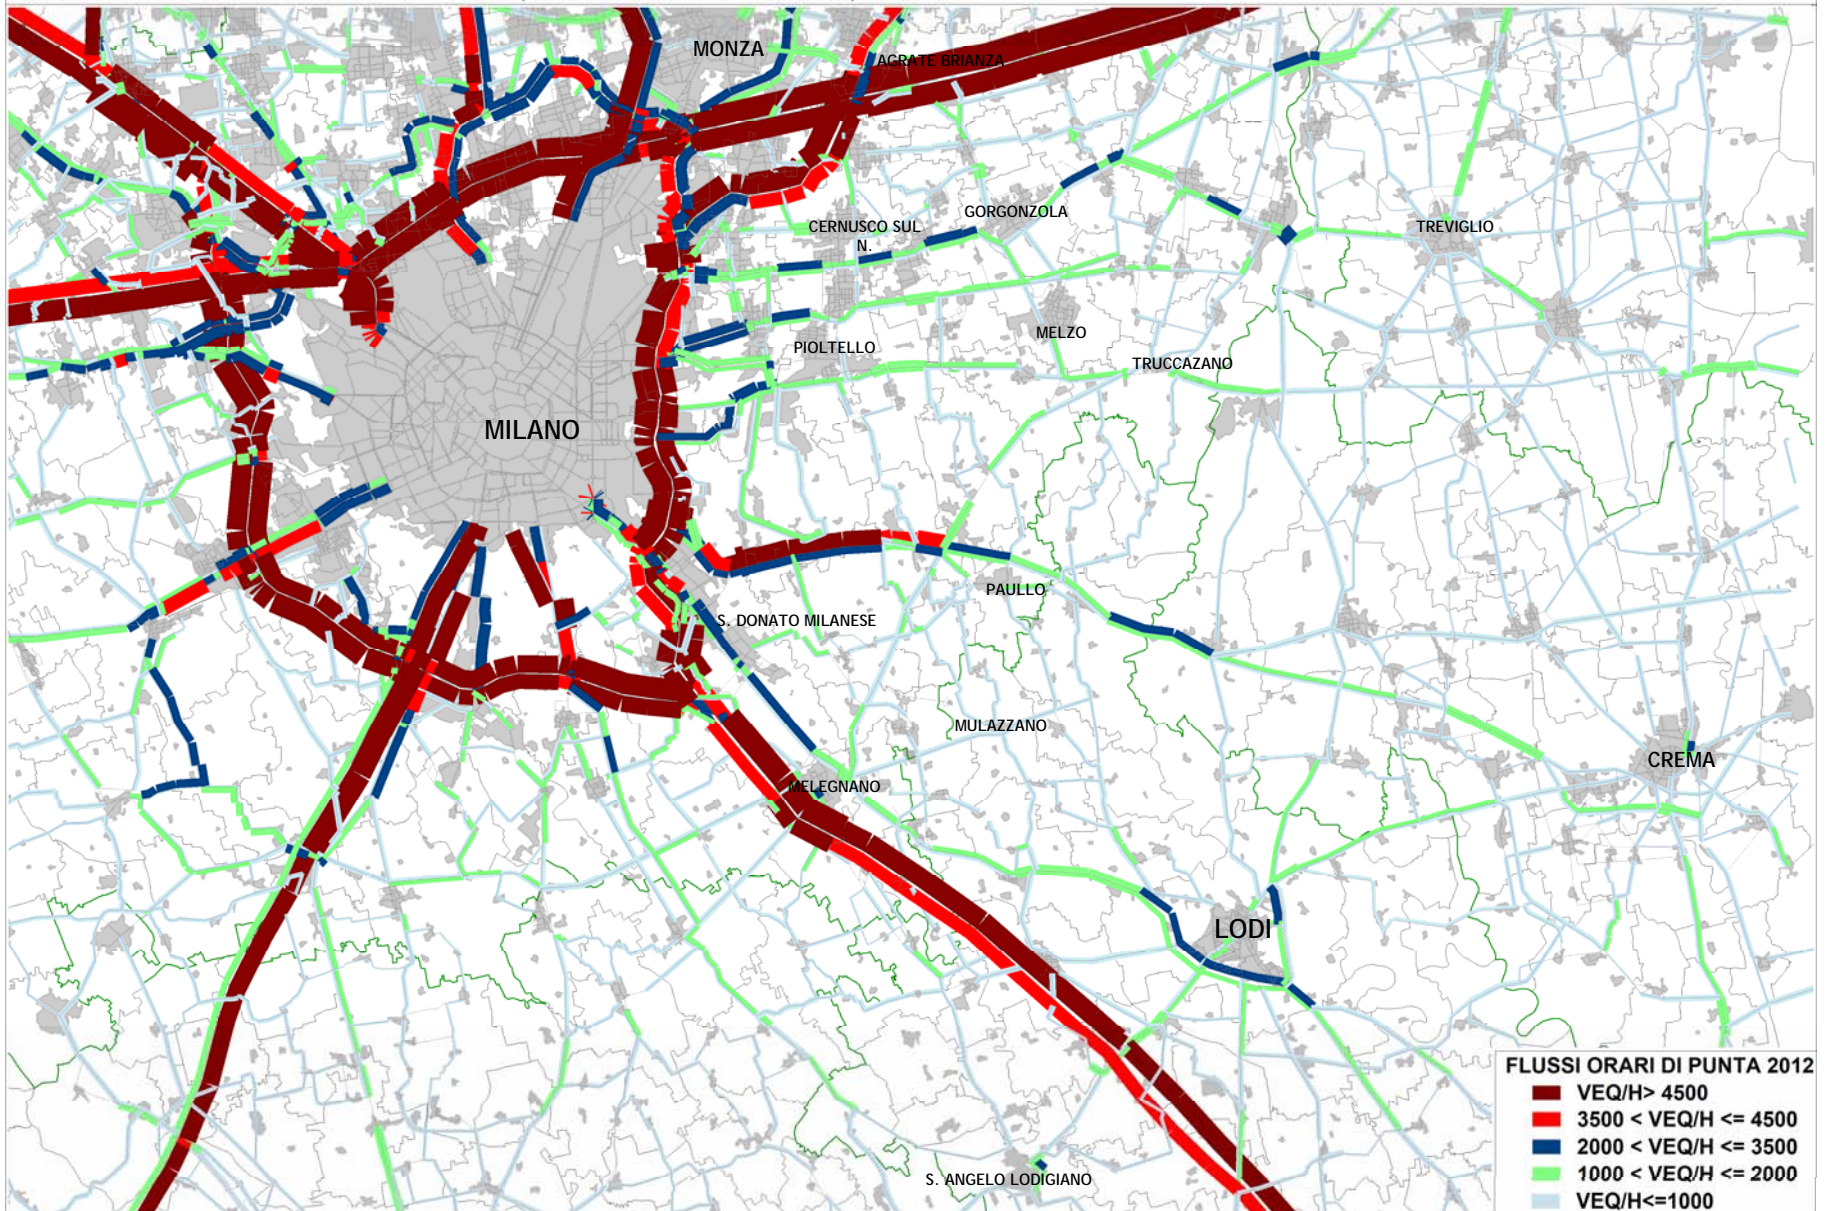 MONZA
AGRATE BRIANZA
CERNUSCO SUL
N.
GORGONZOLA
TREVIGLIO
MELZO
PIOLTELLO
TRUCCAZANO
MILANO
PAULLO
S. DONATO MILANESE
MULAZZANO
CREMA
MELEGNANO
LODI
S. ANGELO LODIGIANO
FLUSSI ORARI DI PUNTA 2012
VEQ/H> 4500
3500 < VEQ/H <= 4500
2000 < VEQ/H <= 3500
1000 < VEQ/H <= 2000
VEQ/H<=1000